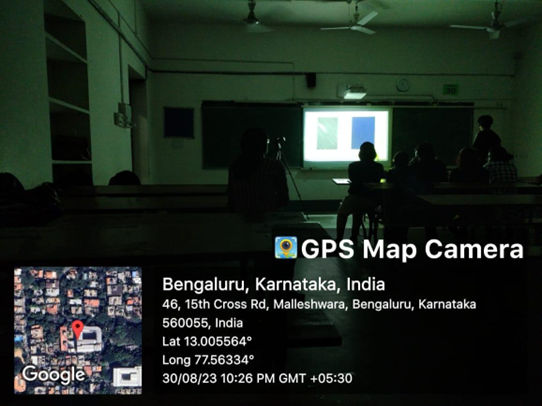 GPS Map Camera
Bengaluru, Karnataka, India
46, 15th Cross Rd, Malleshwara, Bengaluru, Karnataka
560055, India
Lat 13.005564°
Long 77.56334°
30/08/23 10:26 PM GMT +05:30
Google